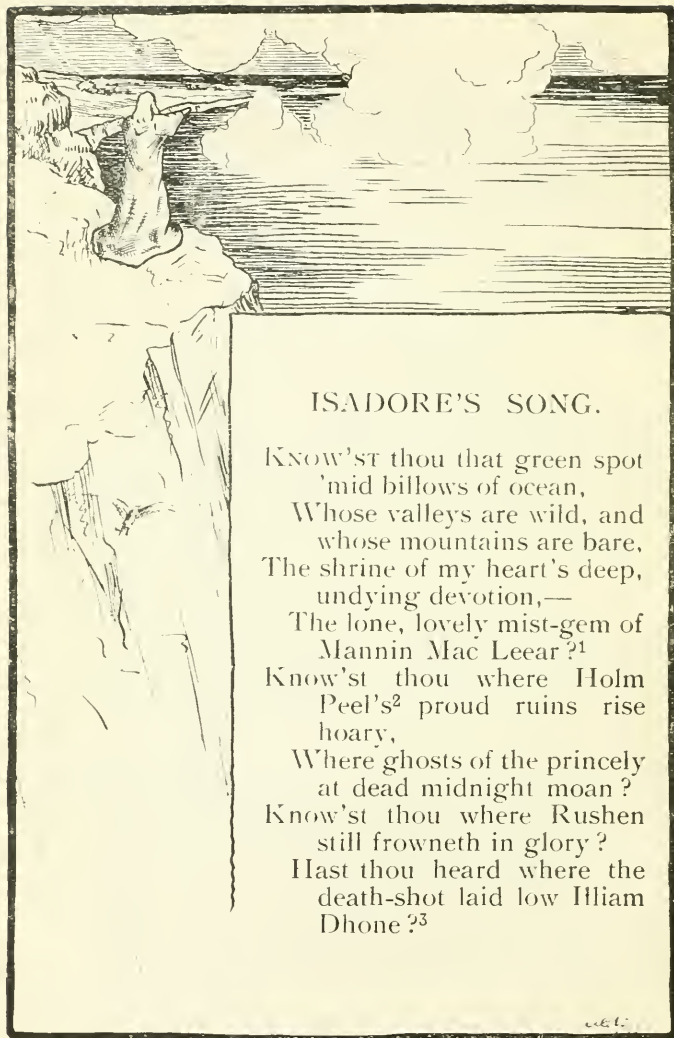 ISADORE'S SONG.
KNOW'ST thou that green spot
'mid billows of ocean,
Whose valleys are wild, and
whose mountains are bare,
The shrine of my heart's deep,
undying devotion,—
The lone, lovely mist-gem of
Mannin Mac Leear?¹
Know'st thou where Holm
Peel's² proud ruins rise
hoary,
Where ghosts of the princely
at dead midnight moan?
Know'st thou where Rushen
still frowneth in glory?
Hast thou heard where the
death-shot laid low Illiam
Dhone?³